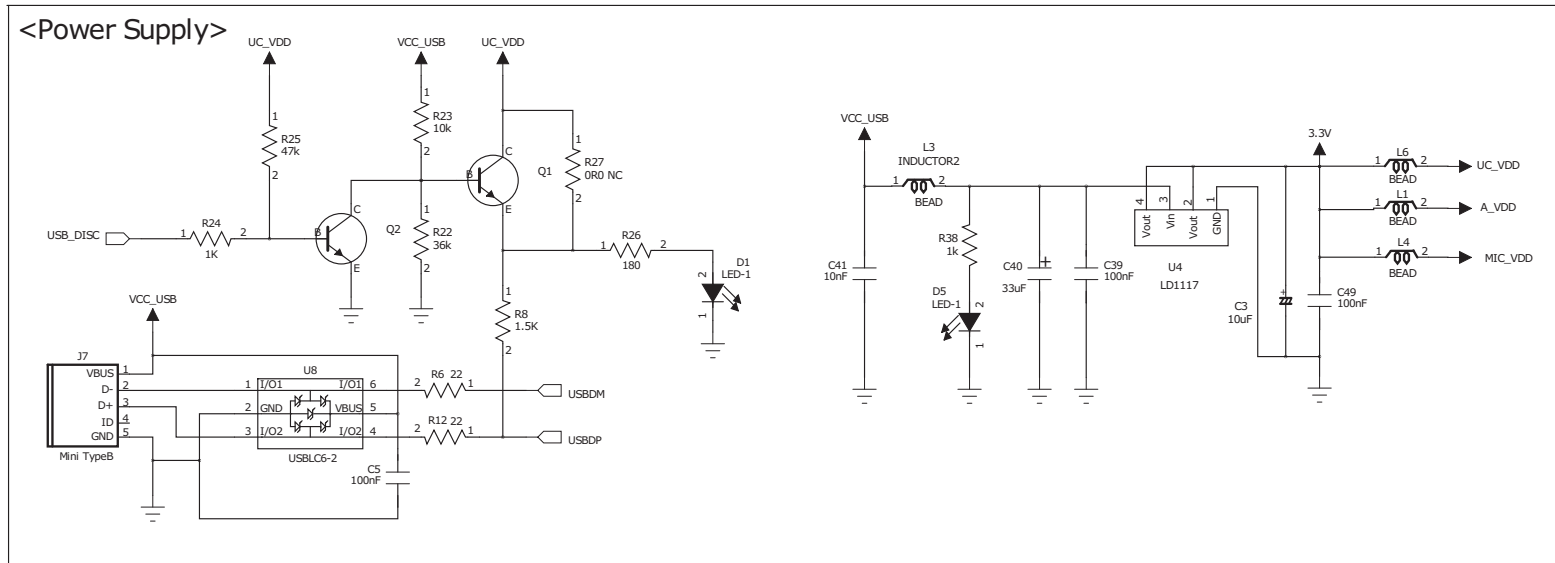 <Power Supply>
UC_VDD
VCC_USB
UC_VDD
1
R25
47k
2
1
R23
10k
2
C
B
E
Q1
1
R27
0R0 NC
2
USB_DISC
1
R24
2
1K
C
B
E
Q2
1
R22
36k
2
1
R26
2
180
D1
LED-1
2
1
1
R8
1.5K
2
VCC_USB
J7
VBUS 1
D- 2
D+ 3
ID 4
GND 5
Mini TypeB
U8
1 I/O1 I/O1 6
2 GND VBUS 5
3 I/O2 I/O2 4
USBLC6-2
2 R6 22 1
USBDM
2 R12 22 1
USBDP
C5
100nF
VCC_USB
L3
INDUCTOR2
1 2
BEAD
C41
10nF
R38
1k
D5
LED-1
2
1
C40
+
33uF
C39
100nF
4 3 2 1
Vout Vin Vout GND
U4
LD1117
3.3V
C3
10uF
+
C49
100nF
L6
1 2
BEAD
UC_VDD
L1
1 2
BEAD
A_VDD
L4
1 2
BEAD
MIC_VDD